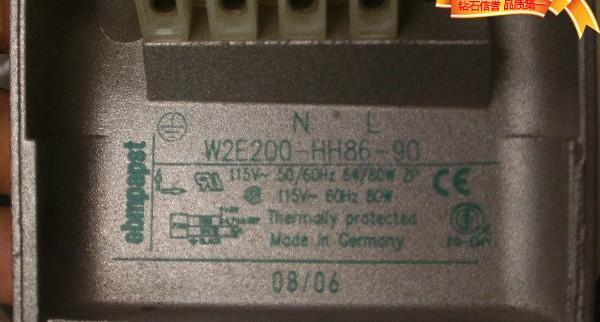 钻石信誉 品质第一
N L
W2E200-HH86-90
115V~ 50/60Hz 64/80W 2P
115V~ 60Hz 80W
Thermally protected
Made in Germany
ebmpapst
CE
08/06